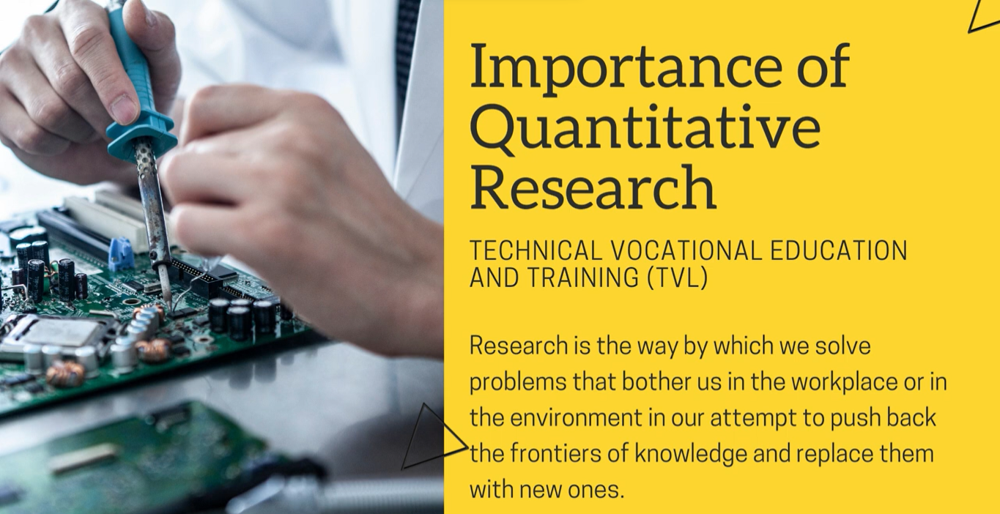 Importance of
Quantitative
Research
TECHNICAL VOCATIONAL EDUCATION
AND TRAINING (TVL)
Research is the way by which we solve
problems that bother us in the workplace or in
the environment in our attempt to push back
the frontiers of knowledge and replace them
with new ones.